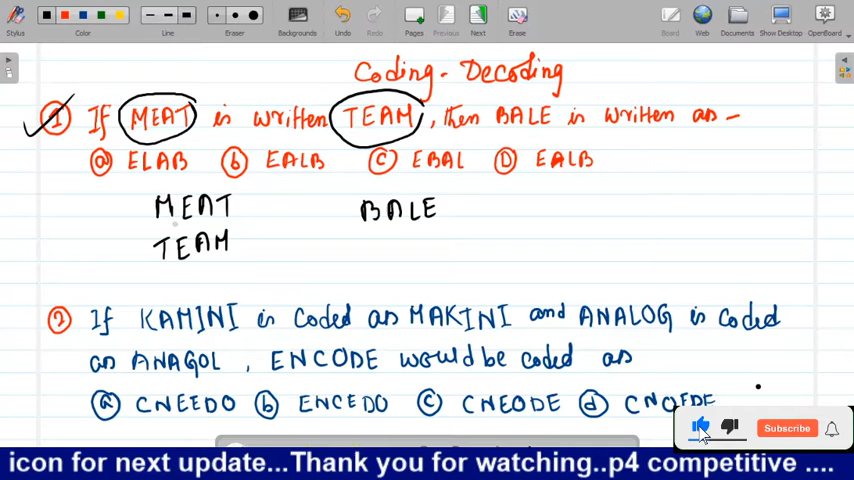 Stylus Color Line Eraser Backgrounds Undo Redo Pages Previous Next Erase Board Web Documents Show Desktop OpenBoard
Coding - Decoding
1 If MEAT is written TEAM, then BALE is written as -
a ELAB b EALB c EBAL D EALB
MEAT BALE
TEAM
2 If KAMINI is coded as MAKINI and ANALOG is coded
as ANAGOL, ENCODE would be coded as
a CNEEDO b ENCEDO c CNEODE d CNOEDE
Subscribe
icon for next update...Thank you for watching..p4 competitive ....